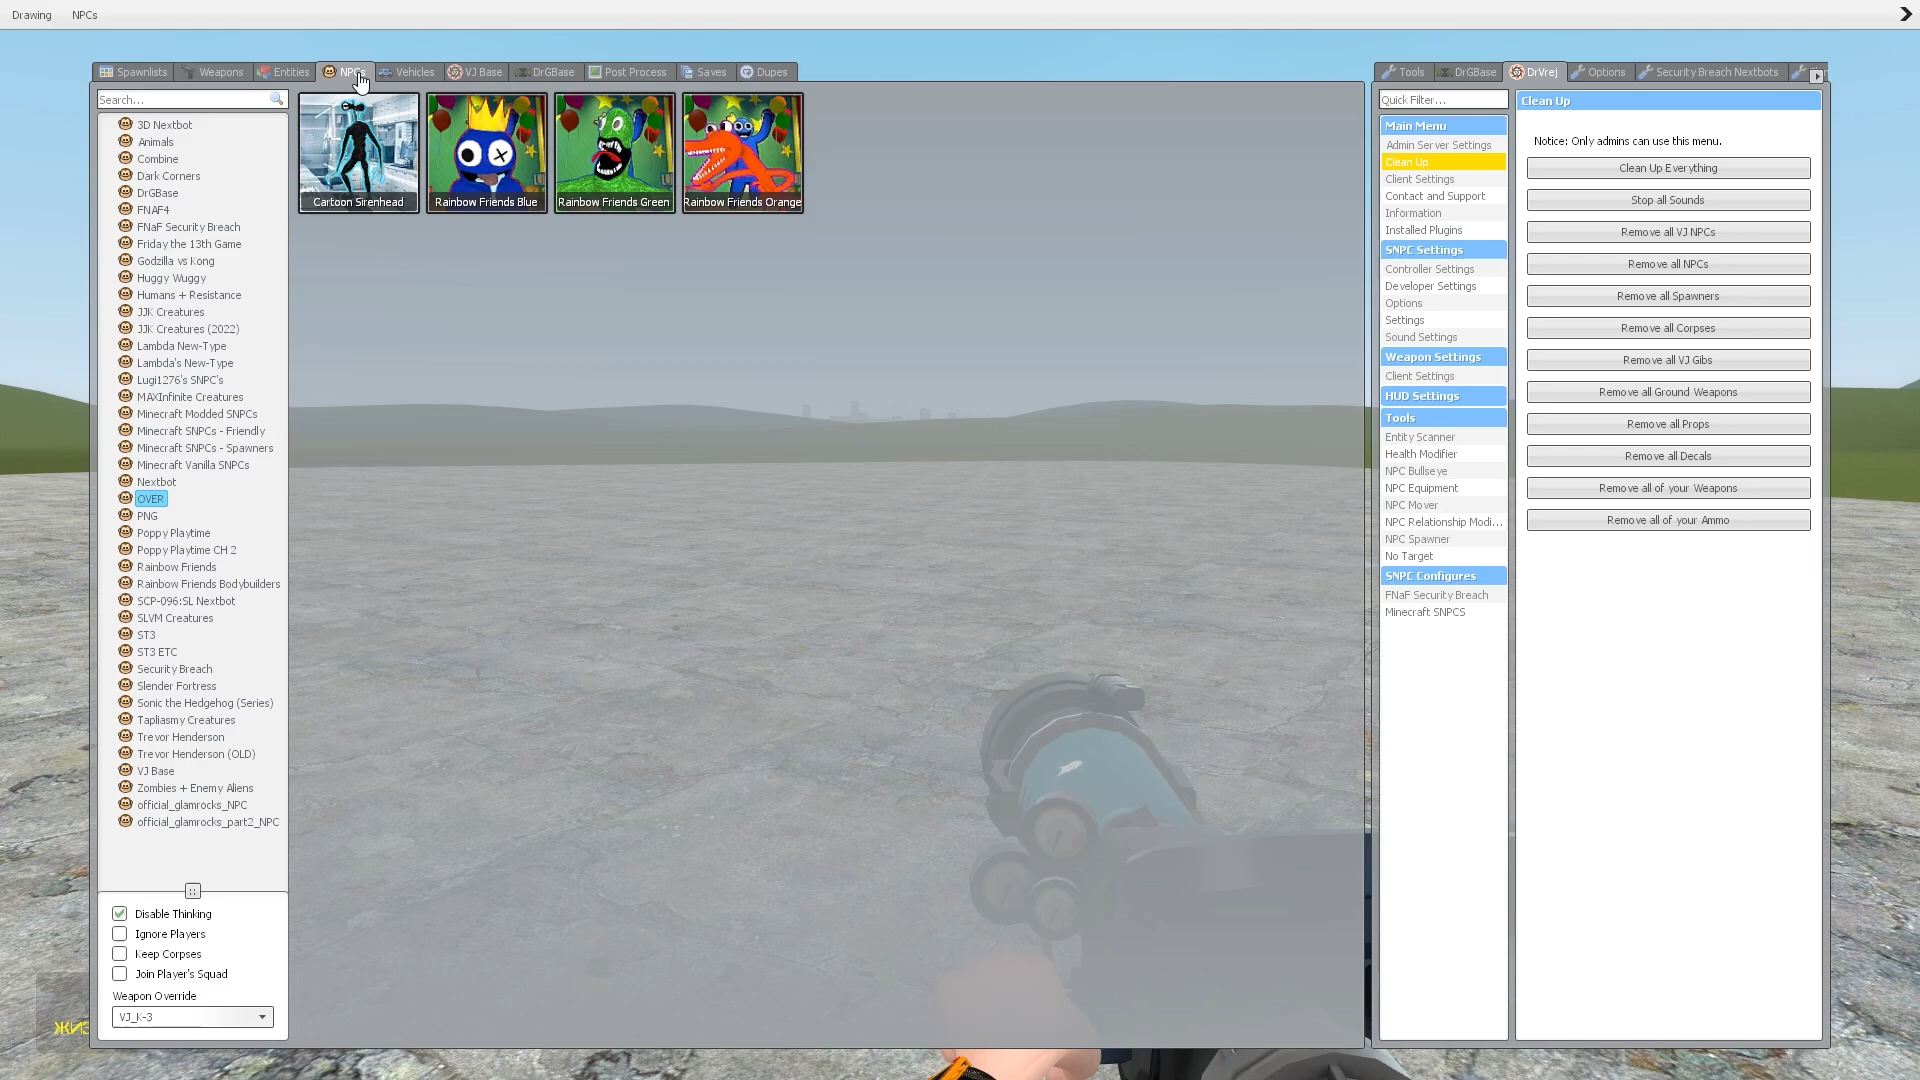 Drawing NPCs
Spawnlists Weapons Entities NPCs Vehicles VJ Base DrGBase Post Process Saves Dupes
Search...
3D Nextbot
Animals
Combine
Dark Corners
DrGBase
FNAF4
FNaF Security Breach
Friday the 13th Game
Godzilla vs Kong
Huggy Wuggy
Humans + Resistance
JJK Creatures
JJK Creatures (2022)
Lambda New-Type
Lambda's New-Type
Lugi1276's SNPC's
MAXInfinite Creatures
Minecraft Modded SNPCs
Minecraft SNPCs - Friendly
Minecraft SNPCs - Spawners
Minecraft Vanilla SNPCs
Nextbot
OVER
PNG
Poppy Playtime
Poppy Playtime CH 2
Rainbow Friends
Rainbow Friends Bodybuilders
SCP-096:SL Nextbot
SLVM Creatures
ST3
ST3 ETC
Security Breach
Slender Fortress
Sonic the Hedgehog (Series)
Tapliasmy Creatures
Trevor Henderson
Trevor Henderson (OLD)
VJ Base
Zombies + Enemy Aliens
official_glamrocks_NPC
official_glamrocks_part2_NPC
Disable Thinking
Ignore Players
Keep Corpses
Join Player's Squad
Weapon Override
VJ_K-3
ЖИЗ
Cartoon Sirenhead
Rainbow Friends Blue
Rainbow Friends Green
Rainbow Friends Orange
Tools DrGBase DrVrej Options Security Breach Nextbots
Quick Filter...
Main Menu
Admin Server Settings
Clean Up
Client Settings
Contact and Support
Information
Installed Plugins
SNPC Settings
Controller Settings
Developer Settings
Options
Settings
Sound Settings
Weapon Settings
Client Settings
HUD Settings
Tools
Entity Scanner
Health Modifier
NPC Bullseye
NPC Equipment
NPC Mover
NPC Relationship Modi...
NPC Spawner
No Target
SNPC Configures
FNaF Security Breach
Minecraft SNPCS
Clean Up
Notice: Only admins can use this menu.
Clean Up Everything
Stop all Sounds
Remove all VJ NPCs
Remove all NPCs
Remove all Spawners
Remove all Corpses
Remove all VJ Gibs
Remove all Ground Weapons
Remove all Props
Remove all Decals
Remove all of your Weapons
Remove all of your Ammo